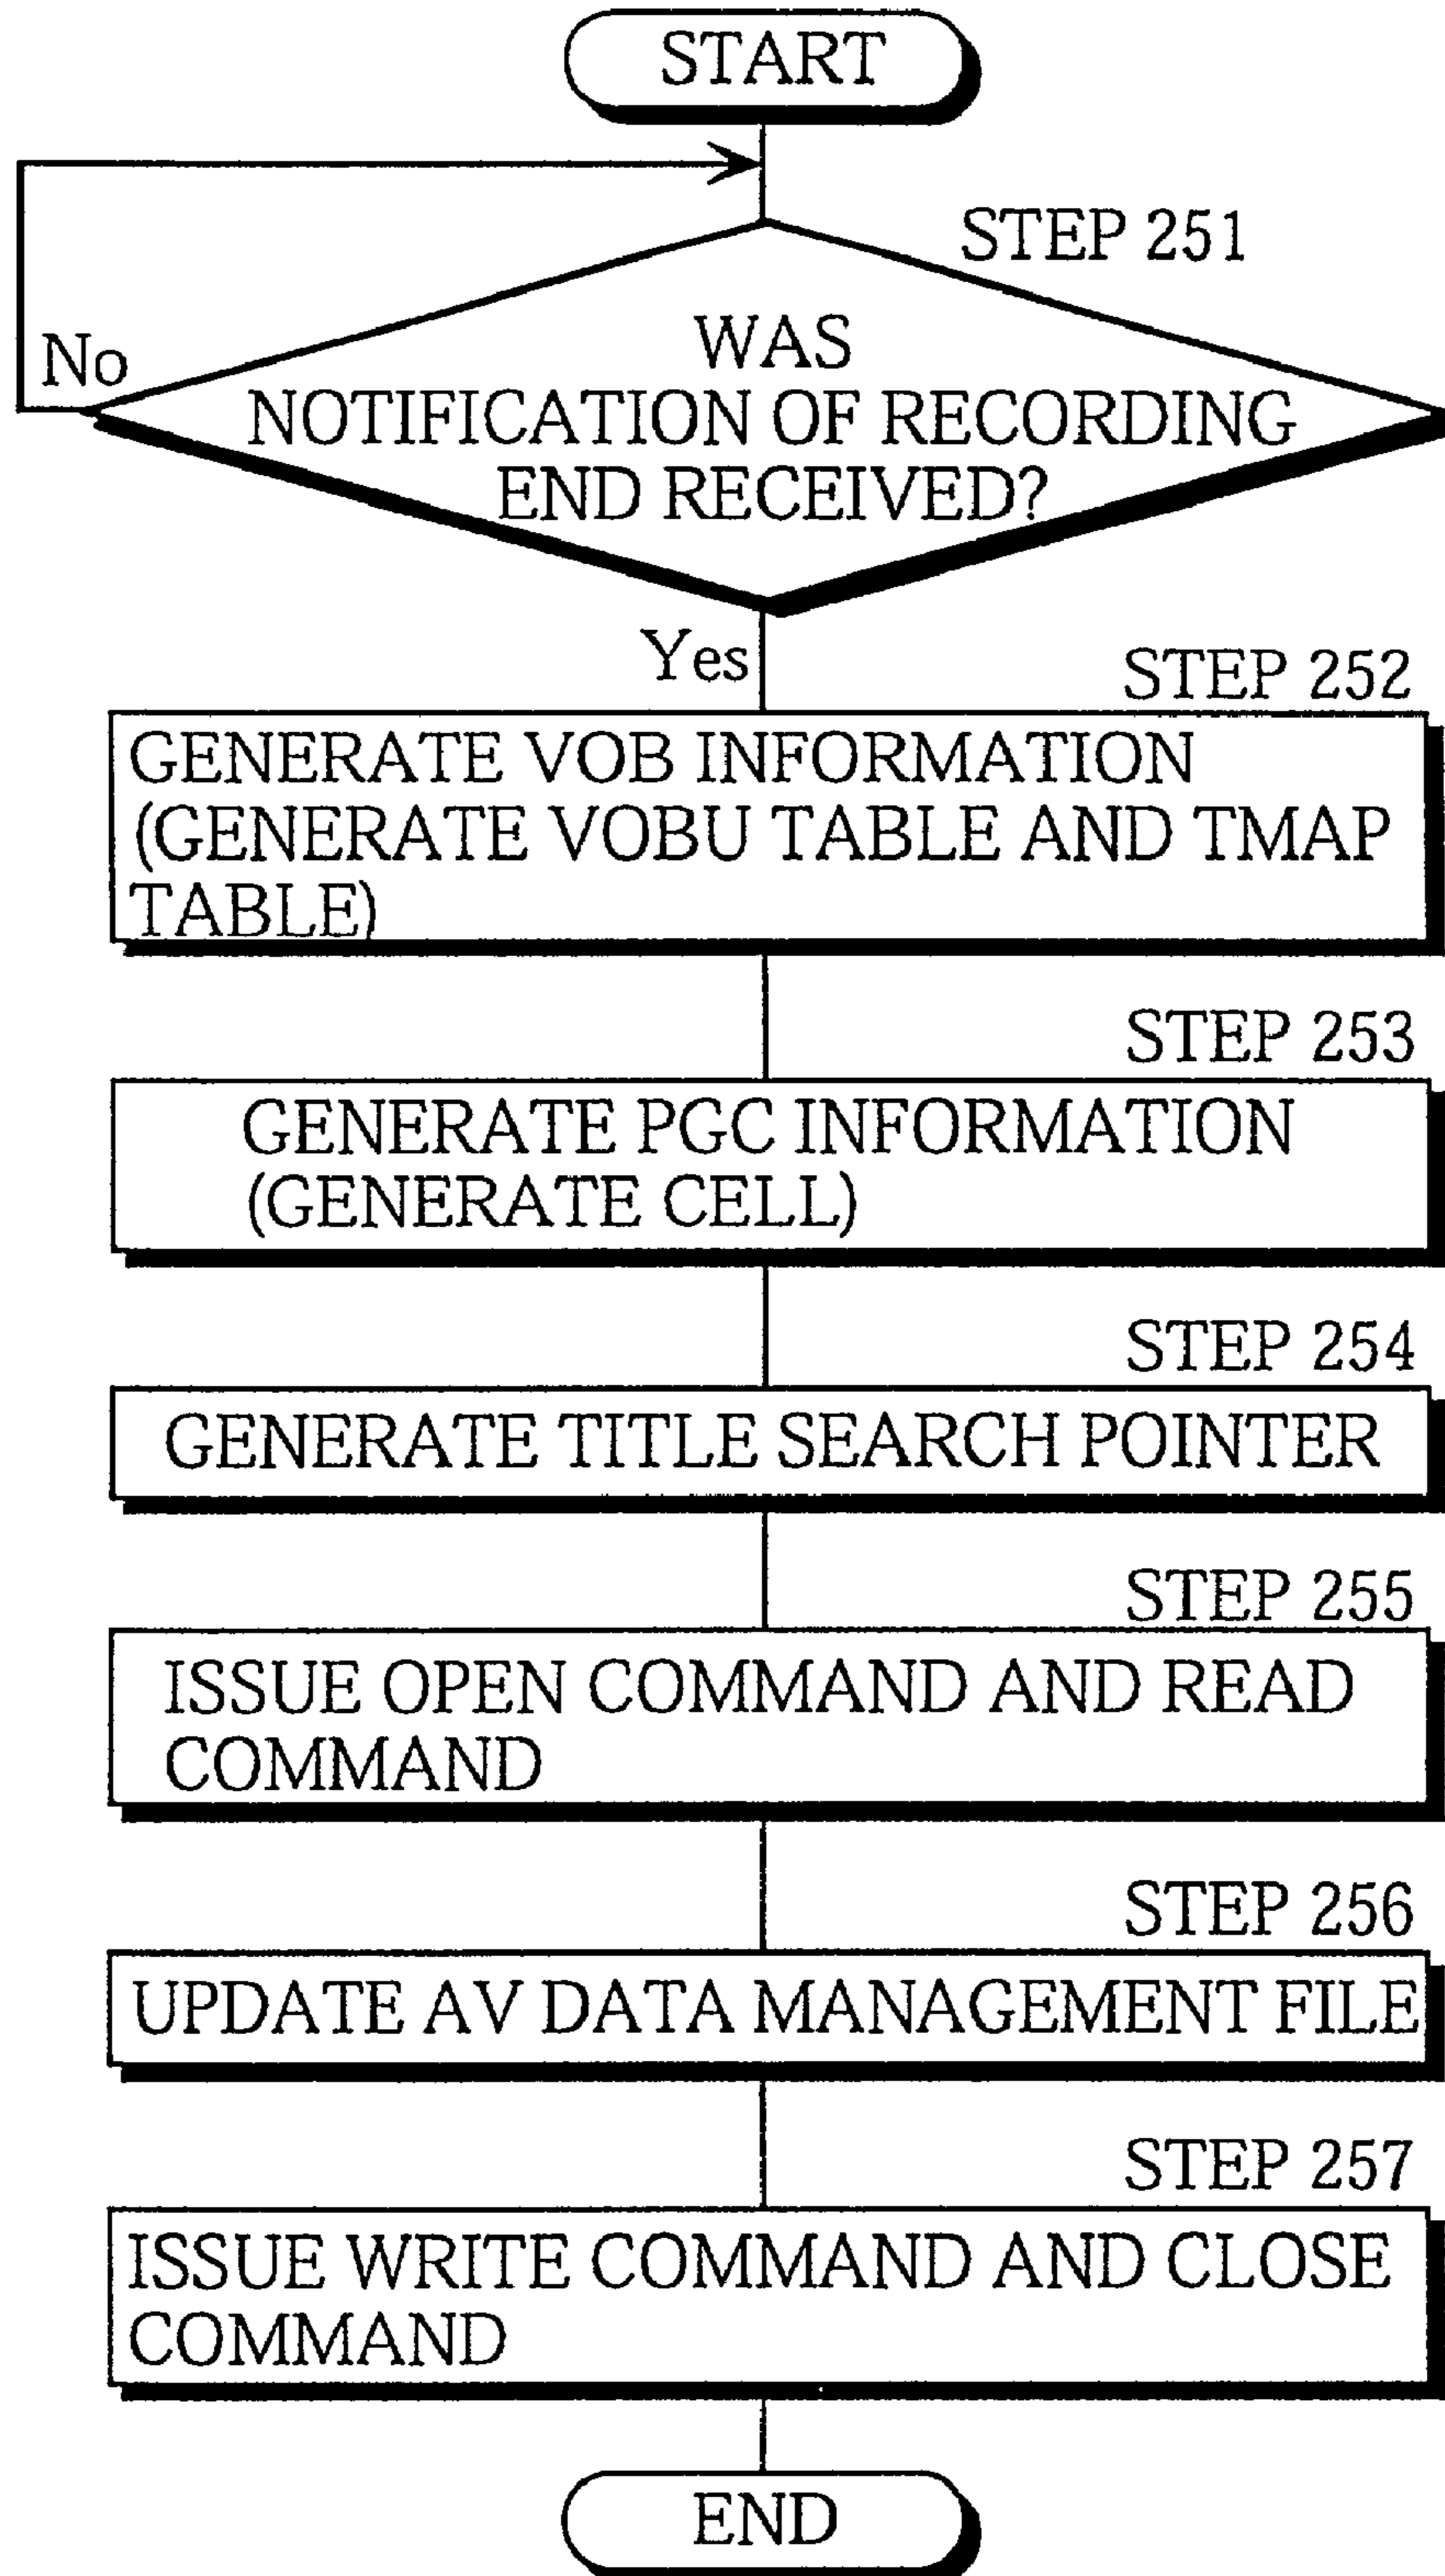 START
STEP 251
WAS
NOTIFICATION OF RECORDING
END RECEIVED?
No
Yes
STEP 252
GENERATE VOB INFORMATION
(GENERATE VOBU TABLE AND TMAP
TABLE)
STEP 253
GENERATE PGC INFORMATION
(GENERATE CELL)
STEP 254
GENERATE TITLE SEARCH POINTER
STEP 255
ISSUE OPEN COMMAND AND READ
COMMAND
STEP 256
UPDATE AV DATA MANAGEMENT FILE
STEP 257
ISSUE WRITE COMMAND AND CLOSE
COMMAND
END